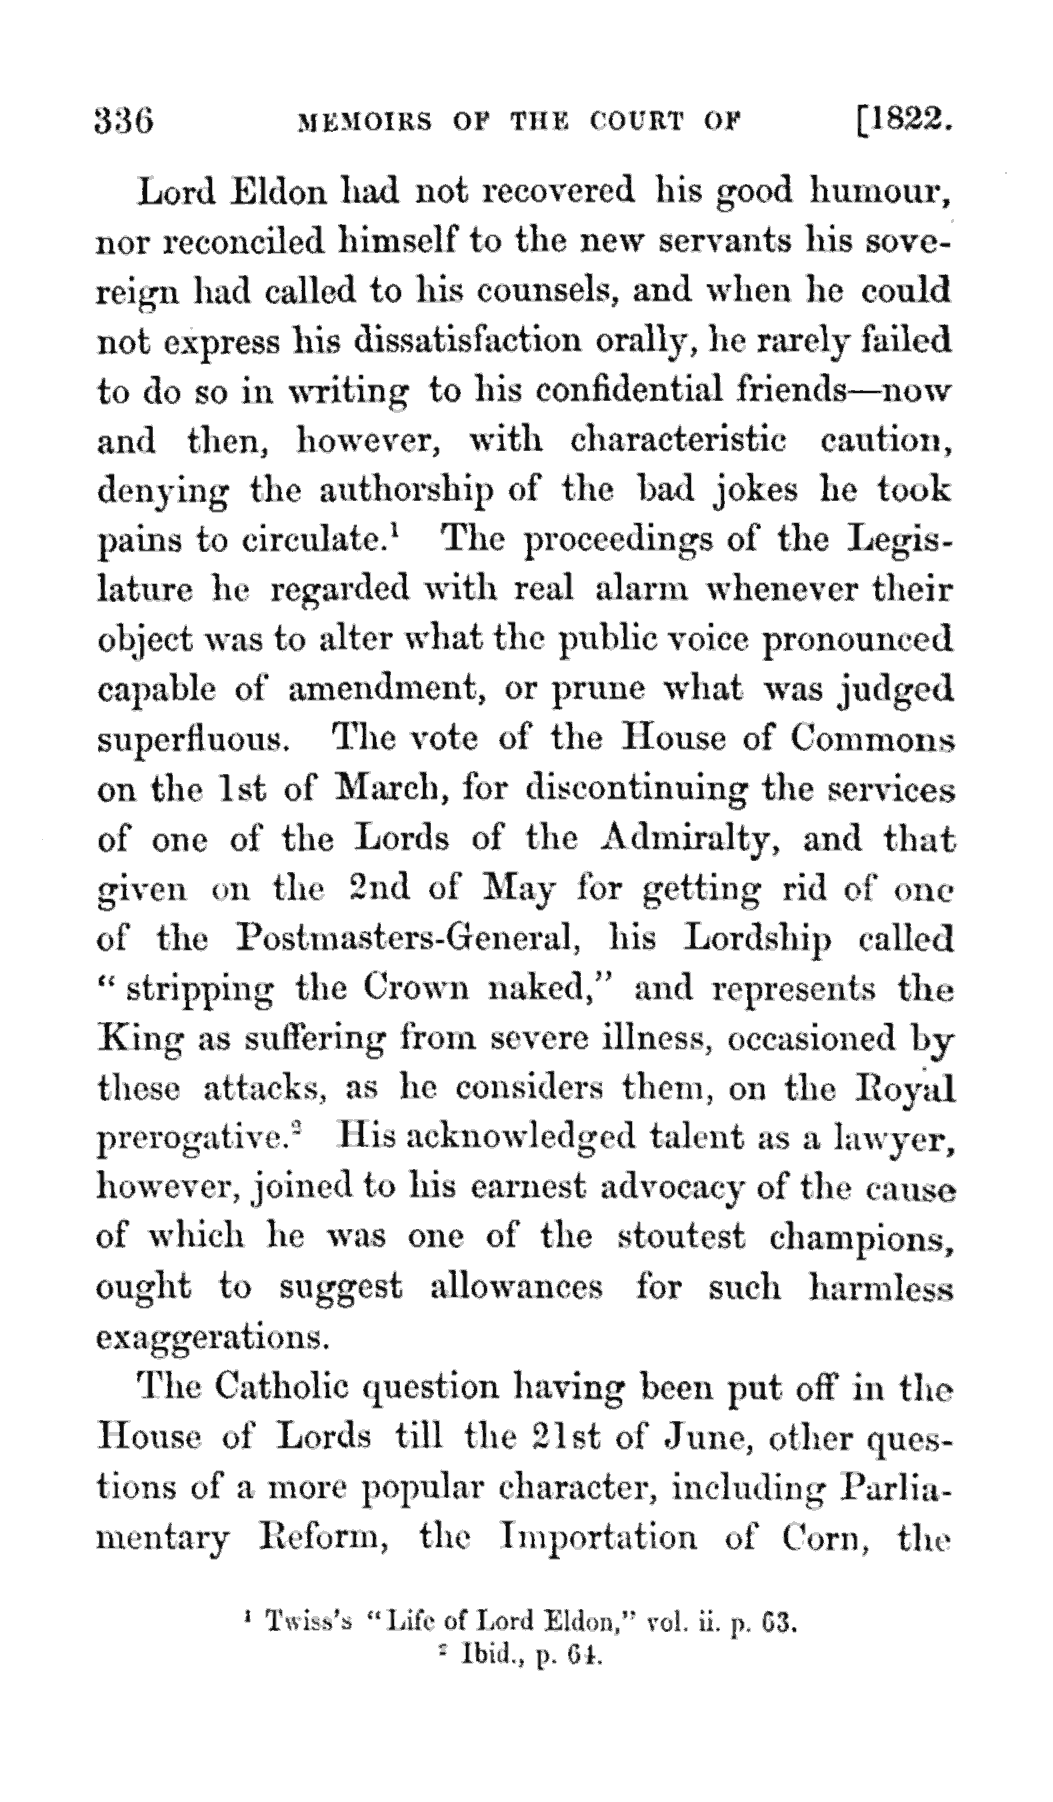 336 MEMOIRS OF THE COURT OF [1822.
Lord Eldon had not recovered his good humour,
nor reconciled himself to the new servants his sove-
reign had called to his counsels, and when he could
not express his dissatisfaction orally, he rarely failed
to do so in writing to his confidential friends—now
and then, however, with characteristic caution,
denying the authorship of the bad jokes he took
pains to circulate.¹ The proceedings of the Legis-
lature he regarded with real alarm whenever their
object was to alter what the public voice pronounced
capable of amendment, or prune what was judged
superfluous. The vote of the House of Commons
on the 1st of March, for discontinuing the services
of one of the Lords of the Admiralty, and that
given on the 2nd of May for getting rid of one
of the Postmasters-General, his Lordship called
“stripping the Crown naked,” and represents the
King as suffering from severe illness, occasioned by
these attacks, as he considers them, on the Royal
prerogative.² His acknowledged talent as a lawyer,
however, joined to his earnest advocacy of the cause
of which he was one of the stoutest champions,
ought to suggest allowances for such harmless
exaggerations.
The Catholic question having been put off in the
House of Lords till the 21st of June, other ques-
tions of a more popular character, including Parlia-
mentary Reform, the Importation of Corn, the
¹ Twiss's “Life of Lord Eldon,” vol. ii. p. 63.
² Ibid., p. 64.